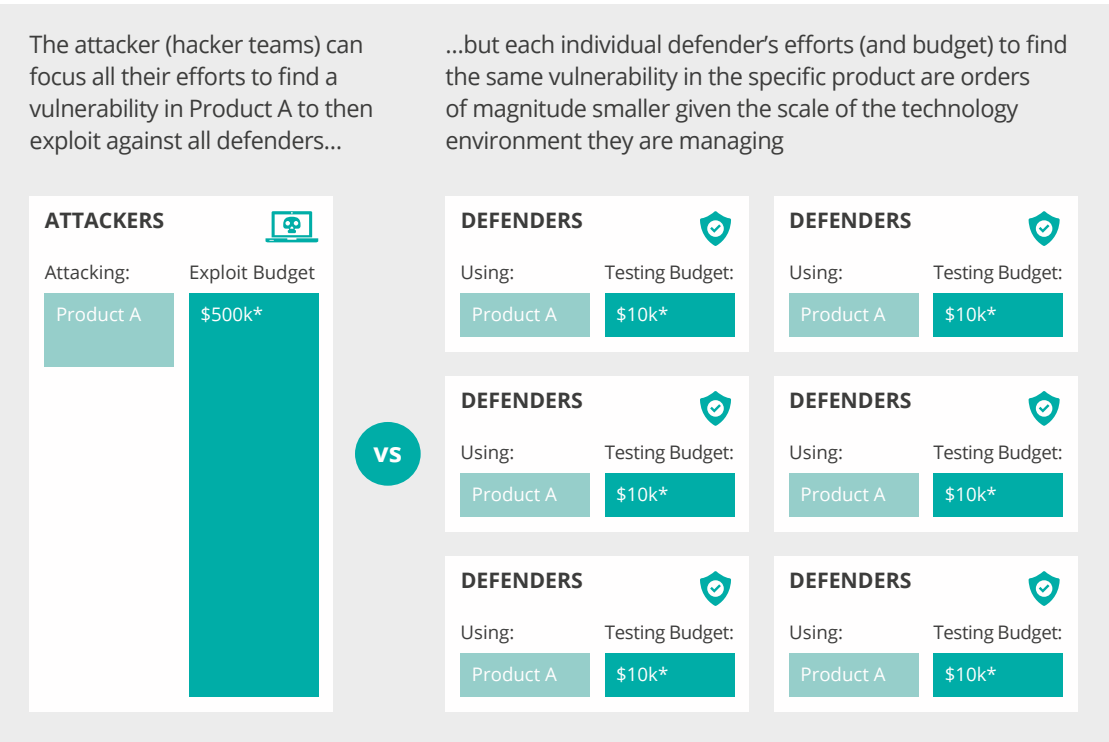 The attacker (hacker teams) can
focus all their efforts to find a
vulnerability in Product A to then
exploit against all defenders...
...but each individual defender's efforts (and budget) to find
the same vulnerability in the specific product are orders
of magnitude smaller given the scale of the technology
environment they are managing
ATTACKERS
Attacking: Exploit Budget
Product A $500k*
vs
DEFENDERS
Using: Testing Budget:
Product A $10k*
DEFENDERS
Using: Testing Budget:
Product A $10k*
DEFENDERS
Using: Testing Budget:
Product A $10k*
DEFENDERS
Using: Testing Budget:
Product A $10k*
DEFENDERS
Using: Testing Budget:
Product A $10k*
DEFENDERS
Using: Testing Budget:
Product A $10k*